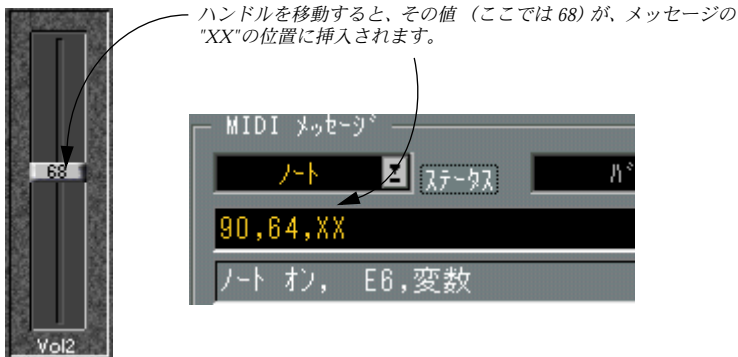 ハンドルを移動すると、その値 （ここでは 68）が、メッセージの
"XX"の位置に挿入されます。
68
Vol2
MIDI ﾒｯｾｰｼﾞ
ﾉｰﾄ
ｽﾃｰﾀｽ
90,64,XX
ﾉｰﾄ ｵﾝ, E6,変数